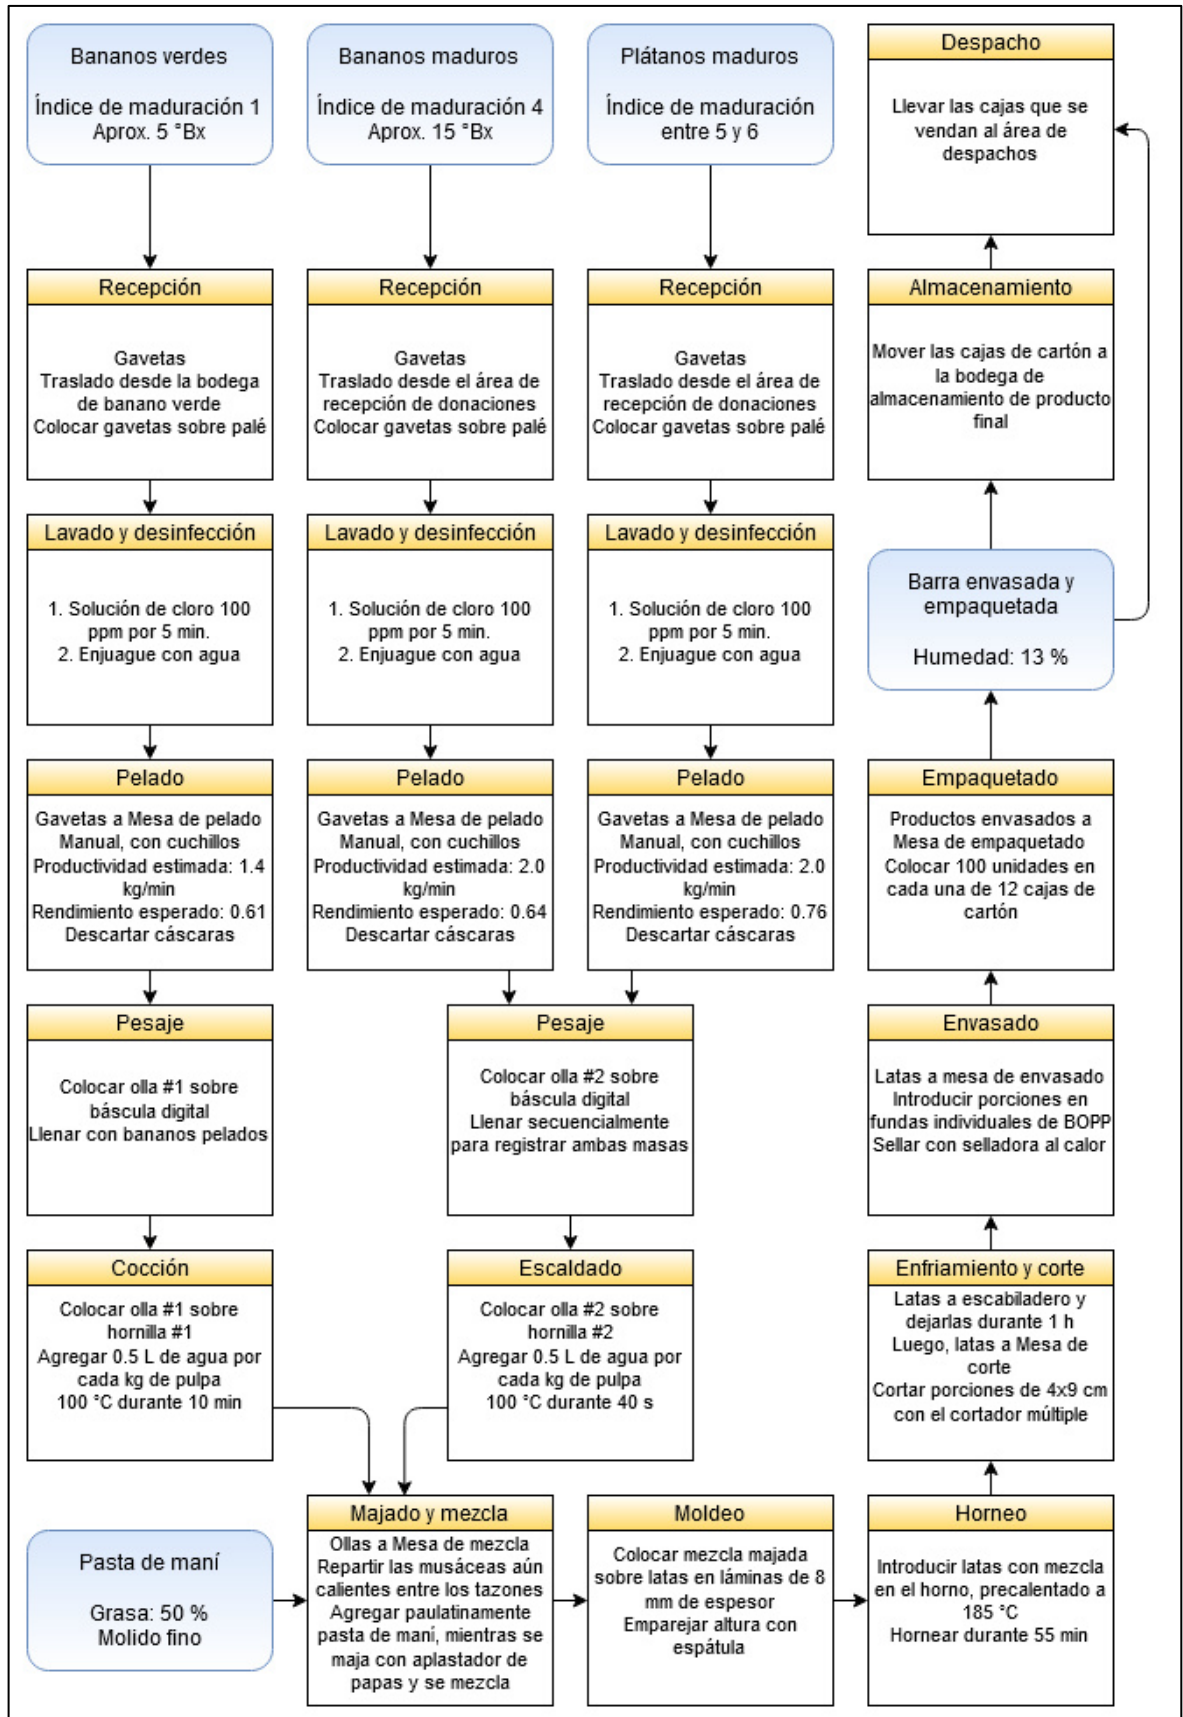 Bananos verdes
Índice de maduración 1
Aprox. 5 °Bx
Bananos maduros
Índice de maduración 4
Aprox. 15 °Bx
Plátanos maduros
Índice de maduración
entre 5 y 6
Despacho
Llevar las cajas que se
vendan al área de
despachos
Recepción
Gavetas
Traslado desde la bodega
de banano verde
Colocar gavetas sobre palé
Recepción
Gavetas
Traslado desde el área de
recepción de donaciones
Colocar gavetas sobre palé
Recepción
Gavetas
Traslado desde el área de
recepción de donaciones
Colocar gavetas sobre palé
Almacenamiento
Mover las cajas de cartón a
la bodega de
almacenamiento de producto
final
Lavado y desinfección
1. Solución de cloro 100
ppm por 5 min.
2. Enjuague con agua
Lavado y desinfección
1. Solución de cloro 100
ppm por 5 min.
2. Enjuague con agua
Lavado y desinfección
1. Solución de cloro 100
ppm por 5 min.
2. Enjuague con agua
Barra envasada y
empaquetada
Humedad: 13 %
Pelado
Gavetas a Mesa de pelado
Manual, con cuchillos
Productividad estimada: 1.4
kg/min
Rendimiento esperado: 0.61
Descartar cáscaras
Pelado
Gavetas a Mesa de pelado
Manual, con cuchillos
Productividad estimada: 2.0
kg/min
Rendimiento esperado: 0.64
Descartar cáscaras
Pelado
Gavetas a Mesa de pelado
Manual, con cuchillos
Productividad estimada: 2.0
kg/min
Rendimiento esperado: 0.76
Descartar cáscaras
Empaquetado
Productos envasados a
Mesa de empaquetado
Colocar 100 unidades en
cada una de 12 cajas de
cartón
Pesaje
Colocar olla #1 sobre
báscula digital
Llenar con bananos pelados
Pesaje
Colocar olla #2 sobre
báscula digital
Llenar secuencialmente
para registrar ambas masas
Envasado
Latas a mesa de envasado
Introducir porciones en
fundas individuales de BOPP
Sellar con selladora al calor
Cocción
Colocar olla #1 sobre
hornilla #1
Agregar 0.5 L de agua por
cada kg de pulpa
100 °C durante 10 min
Escaldado
Colocar olla #2 sobre
hornilla #2
Agregar 0.5 L de agua por
cada kg de pulpa
100 °C durante 40 s
Enfriamiento y corte
Latas a escabiladero y
dejarlas durante 1 h
Luego, latas a Mesa de
corte
Cortar porciones de 4x9 cm
con el cortador múltiple
Pasta de maní
Grasa: 50 %
Molido fino
Majado y mezcla
Ollas a Mesa de mezcla
Repartir las musáceas aún
calientes entre los tazones
Agregar paulatinamente
pasta de maní, mientras se
maja con aplastador de
papas y se mezcla
Moldeo
Colocar mezcla majada
sobre latas en láminas de 8
mm de espesor
Emparejar altura con
espátula
Horneo
Introducir latas con mezcla
en el horno, precalentado a
185 °C
Hornear durante 55 min